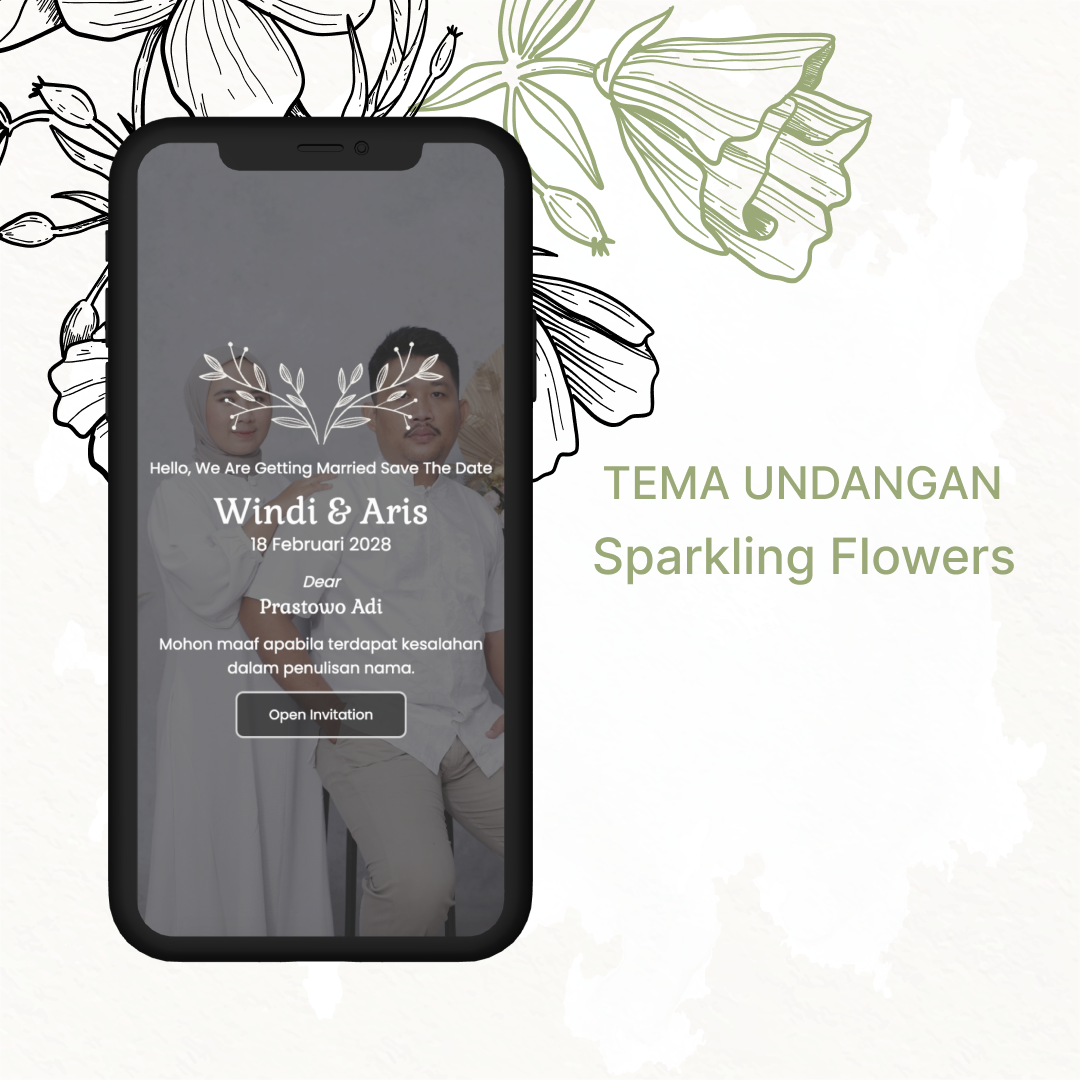 Hello, We Are Getting Married Save The Date
Windi & Aris
18 Februari 2028
Dear
Prastowo Adi
Mohon maaf apabila terdapat kesalahan
dalam penulisan nama.
Open Invitation
TEMA UNDANGAN
Sparkling Flowers